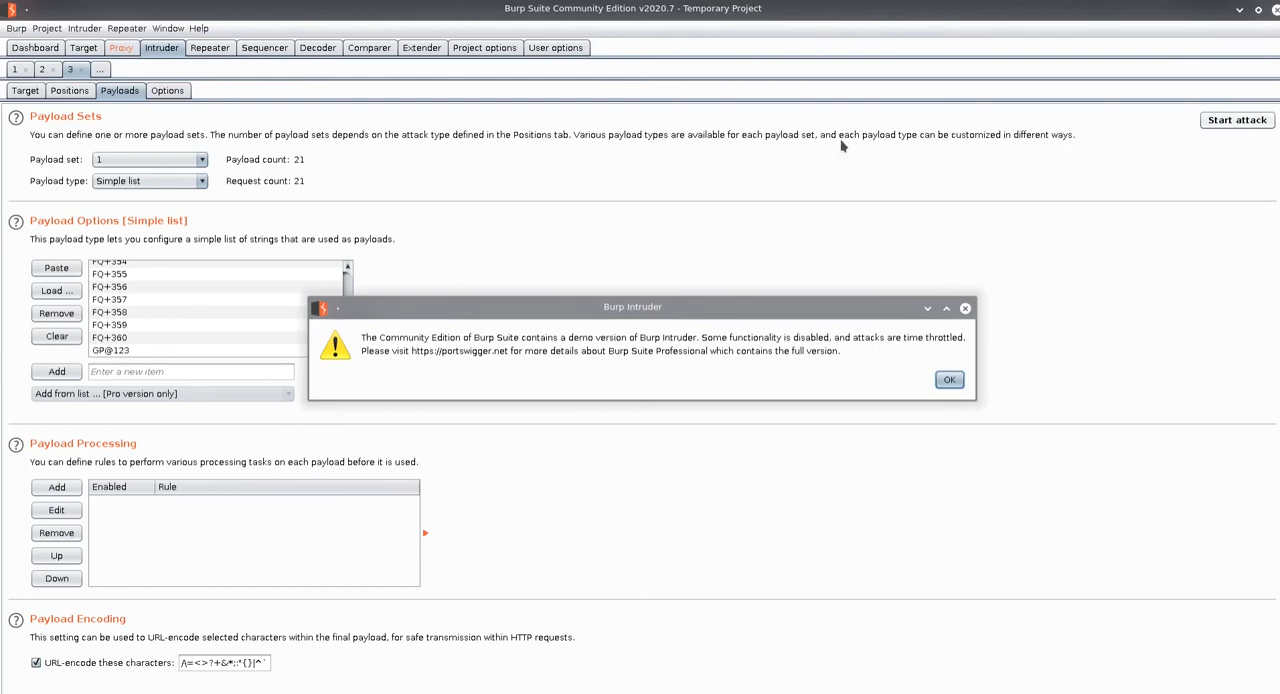 Burp Suite Community Edition v2020.7 - Temporary Project
Burp Project Intruder Repeater Window Help
Dashboard Target Proxy Intruder Repeater Sequencer Decoder Comparer Extender Project options User options
1 × 2 × 3 × ...
Target Positions Payloads Options
? Payload Sets
Start attack
You can define one or more payload sets. The number of payload sets depends on the attack type defined in the Positions tab. Various payload types are available for each payload set, and each payload type can be customized in different ways.
Payload set: 1 Payload count: 21
Payload type: Simple list Request count: 21
? Payload Options [Simple list]
This payload type lets you configure a simple list of strings that are used as payloads.
Paste
Load ...
Remove
Clear
FQ+354
FQ+355
FQ+356
FQ+357
FQ+358
FQ+359
FQ+360
GP@123
Add Enter a new item
Add from list ... [Pro version only]
Burp Intruder
The Community Edition of Burp Suite contains a demo version of Burp Intruder. Some functionality is disabled, and attacks are time throttled.
Please visit https://portswigger.net for more details about Burp Suite Professional which contains the full version.
OK
? Payload Processing
You can define rules to perform various processing tasks on each payload before it is used.
Add
Edit
Remove
Up
Down
Enabled Rule
? Payload Encoding
This setting can be used to URL-encode selected characters within the final payload, for safe transmission within HTTP requests.
URL-encode these characters: